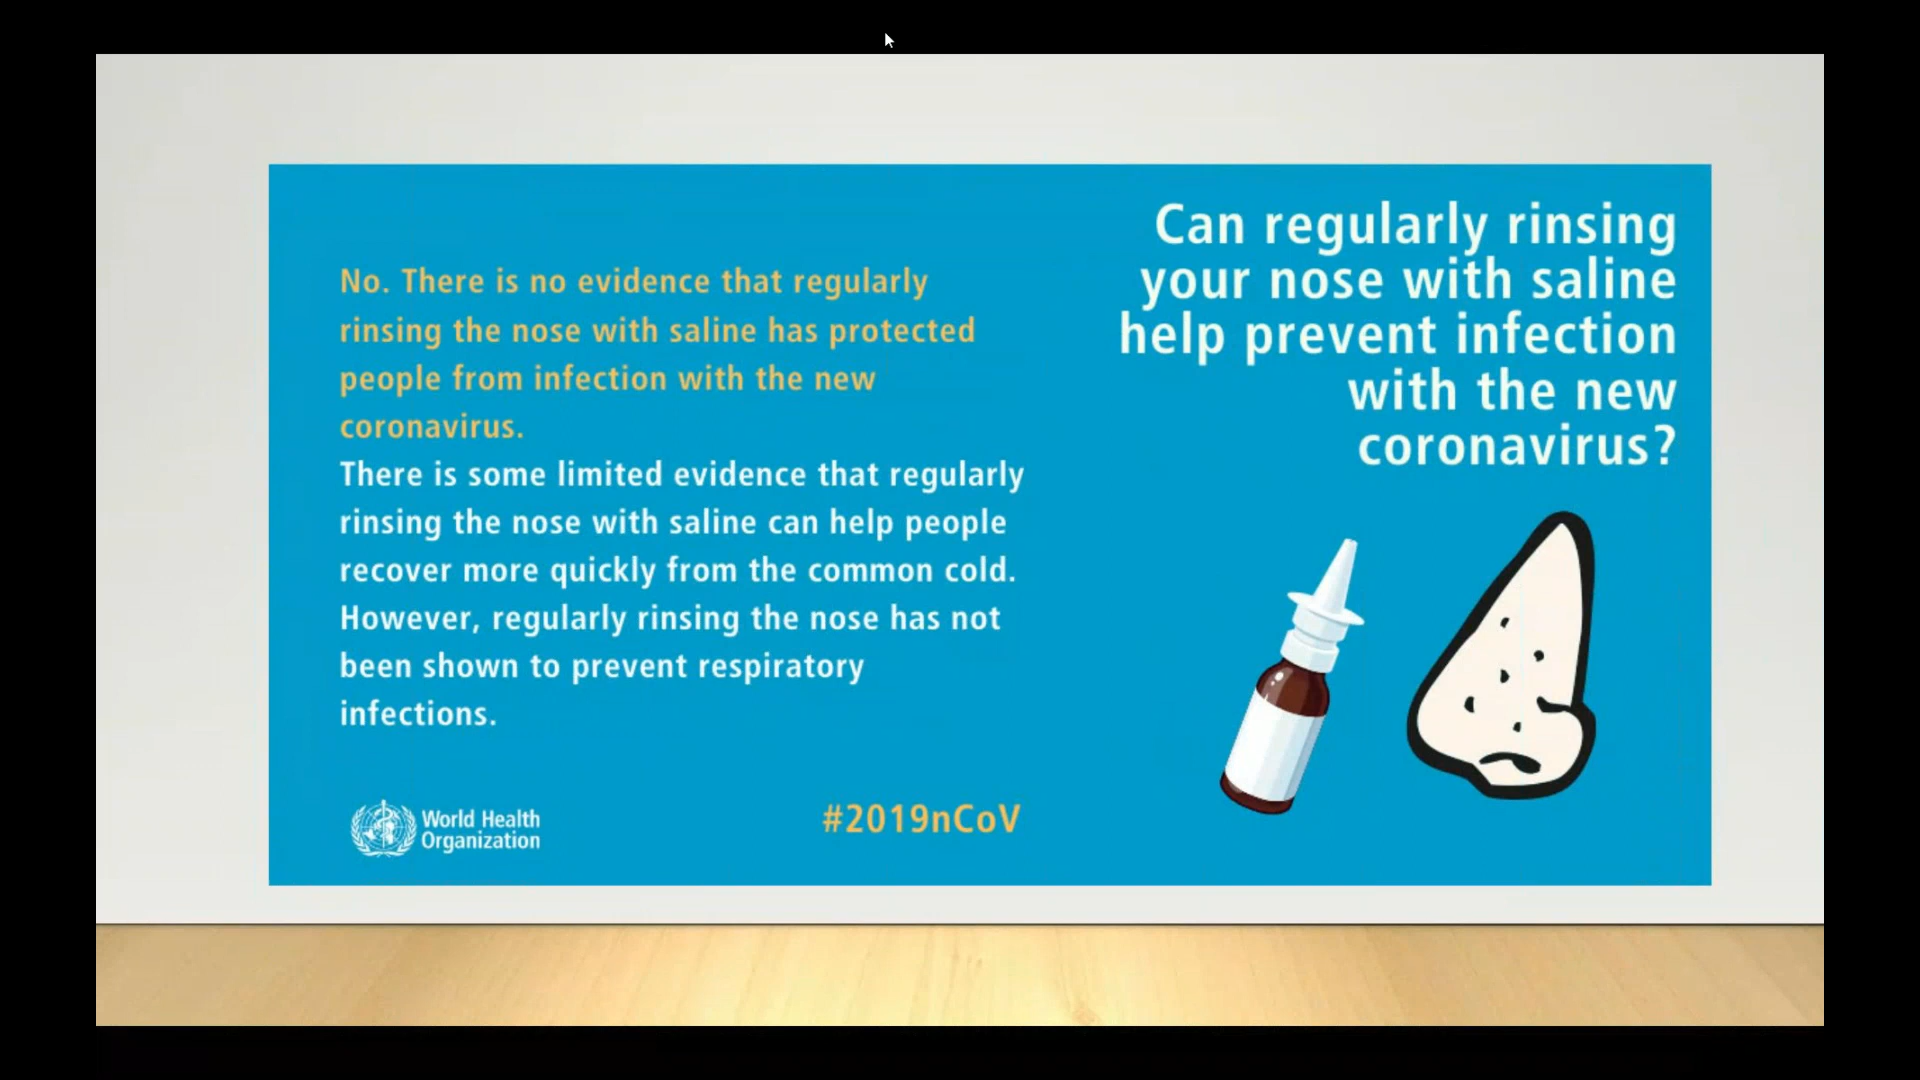 Can regularly rinsing
your nose with saline
help prevent infection
with the new
coronavirus?
No. There is no evidence that regularly
rinsing the nose with saline has protected
people from infection with the new
coronavirus.
There is some limited evidence that regularly
rinsing the nose with saline can help people
recover more quickly from the common cold.
However, regularly rinsing the nose has not
been shown to prevent respiratory
infections.
World Health
Organization
#2019nCoV